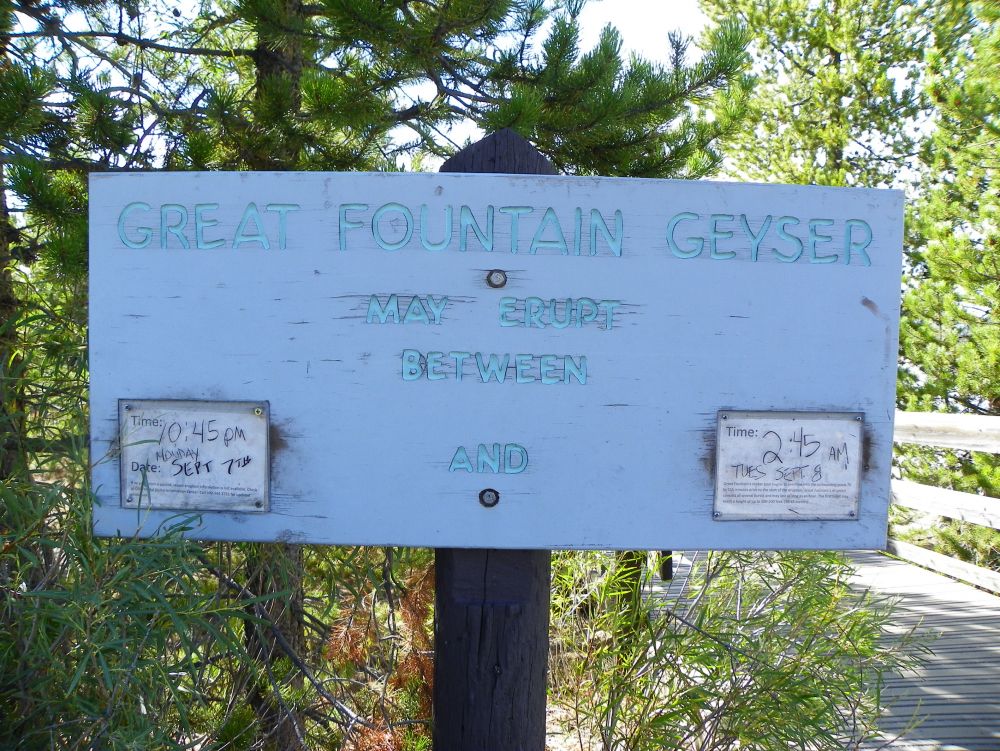 GREAT FOUNTAIN GEYSER
MAY ERUPT
BETWEEN
Time: 10:45 pm
MONDAY
Date: SEPT 7TH
AND
Time: 2:45 AM
TUES SEPT 8